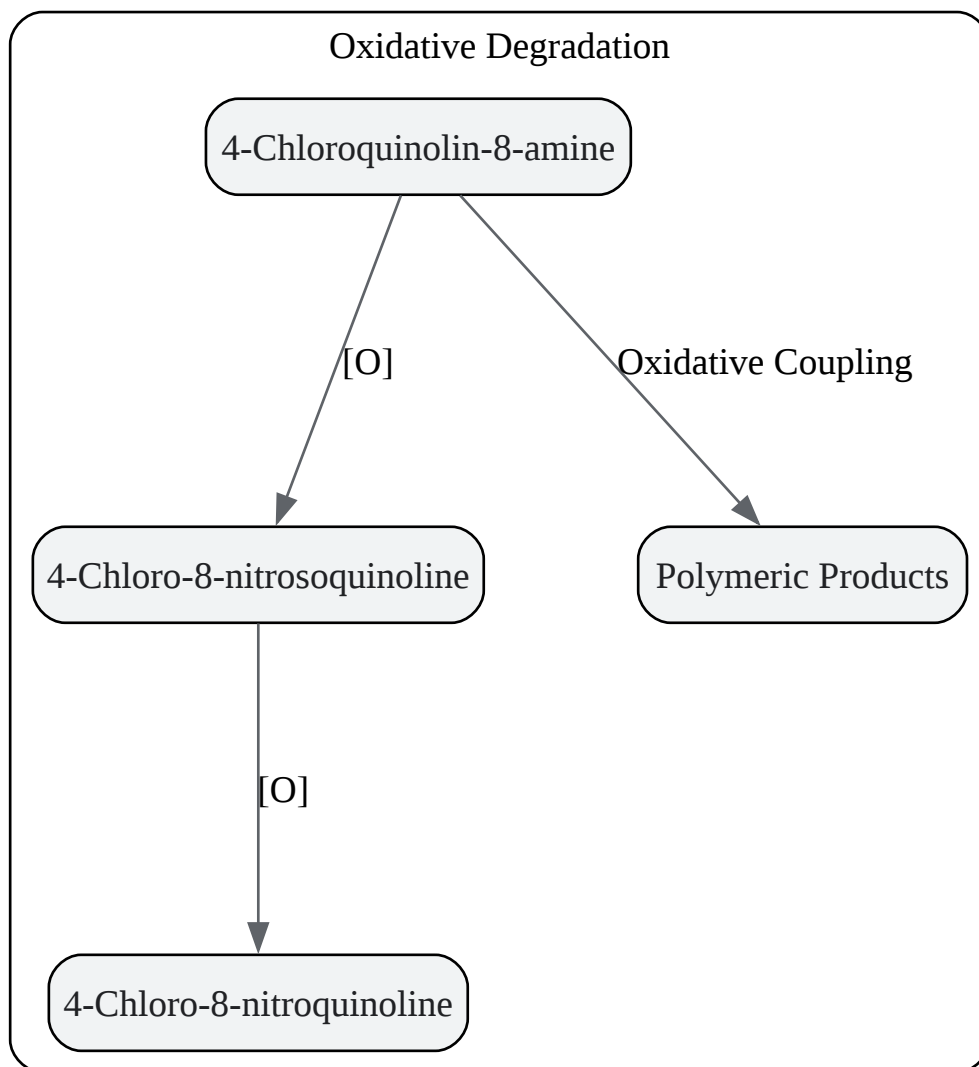 Oxidative Degradation
4-Chloroquinolin-8-amine
[O]
Oxidative Coupling
4-Chloro-8-nitrosoquinoline
Polymeric Products
[O]
4-Chloro-8-nitroquinoline